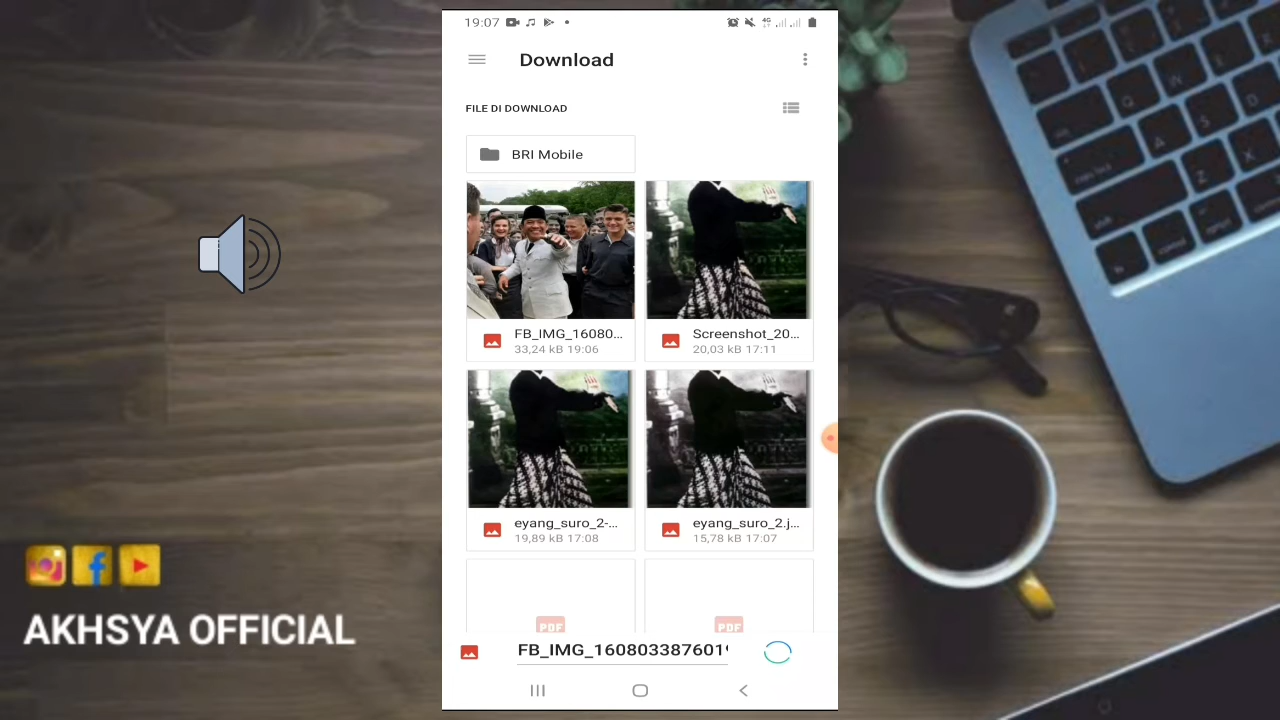 19:07
4G
Download
FILE DI DOWNLOAD
BRI Mobile
FB_IMG_16080...
33,24 kB 19:06
Screenshot_20...
20,03 kB 17:11
eyang_suro_2-...
19,89 kB 17:08
eyang_suro_2.j...
15,78 kB 17:07
PDF
PDF
FB_IMG_160803387601
AKHSYA OFFICIAL